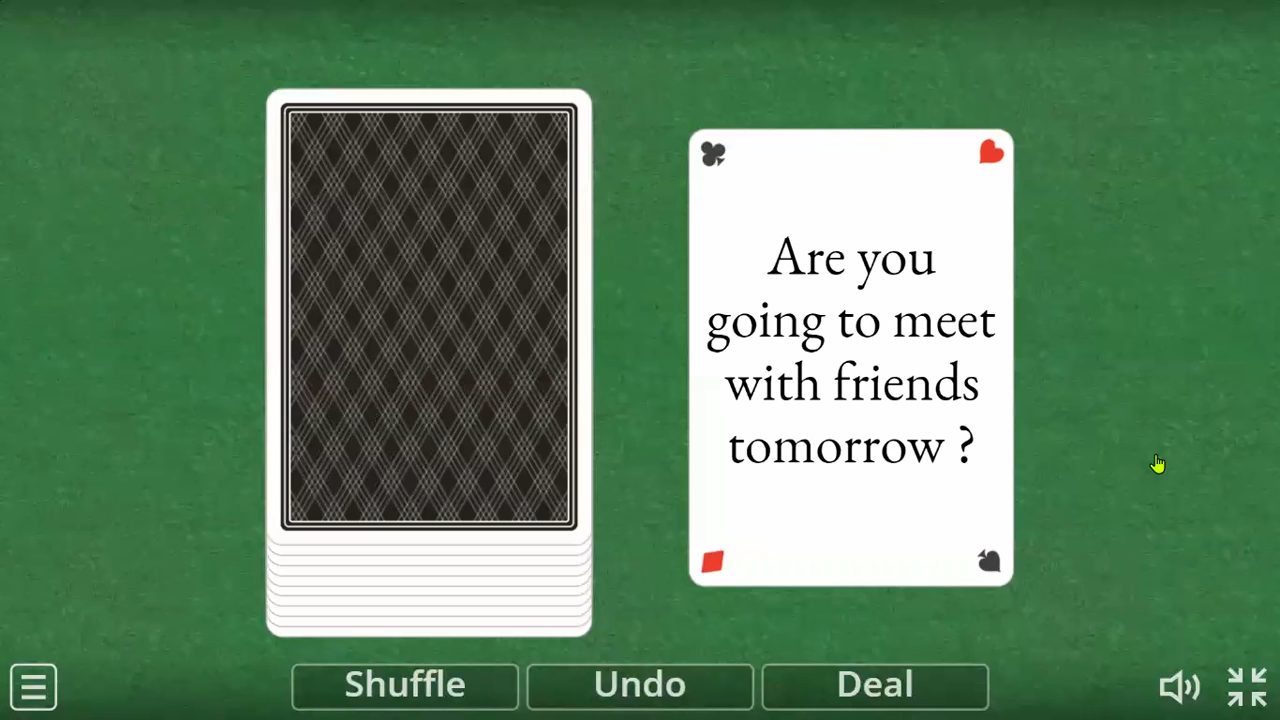 Are you
going to meet
with friends
tomorrow ?
Shuffle
Undo
Deal